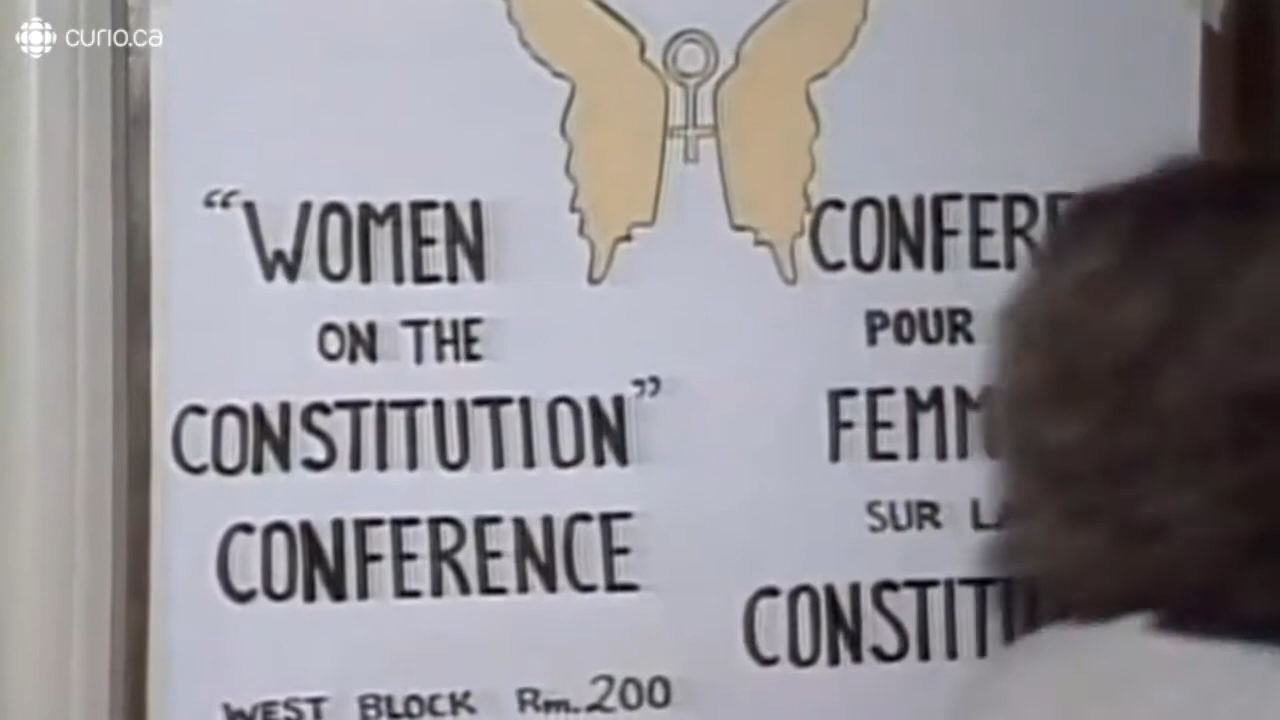 curio.ca
"WOMEN
ON THE
CONSTITUTION"
CONFERENCE
WEST BLOCK Rm. 200
POUR
SUR